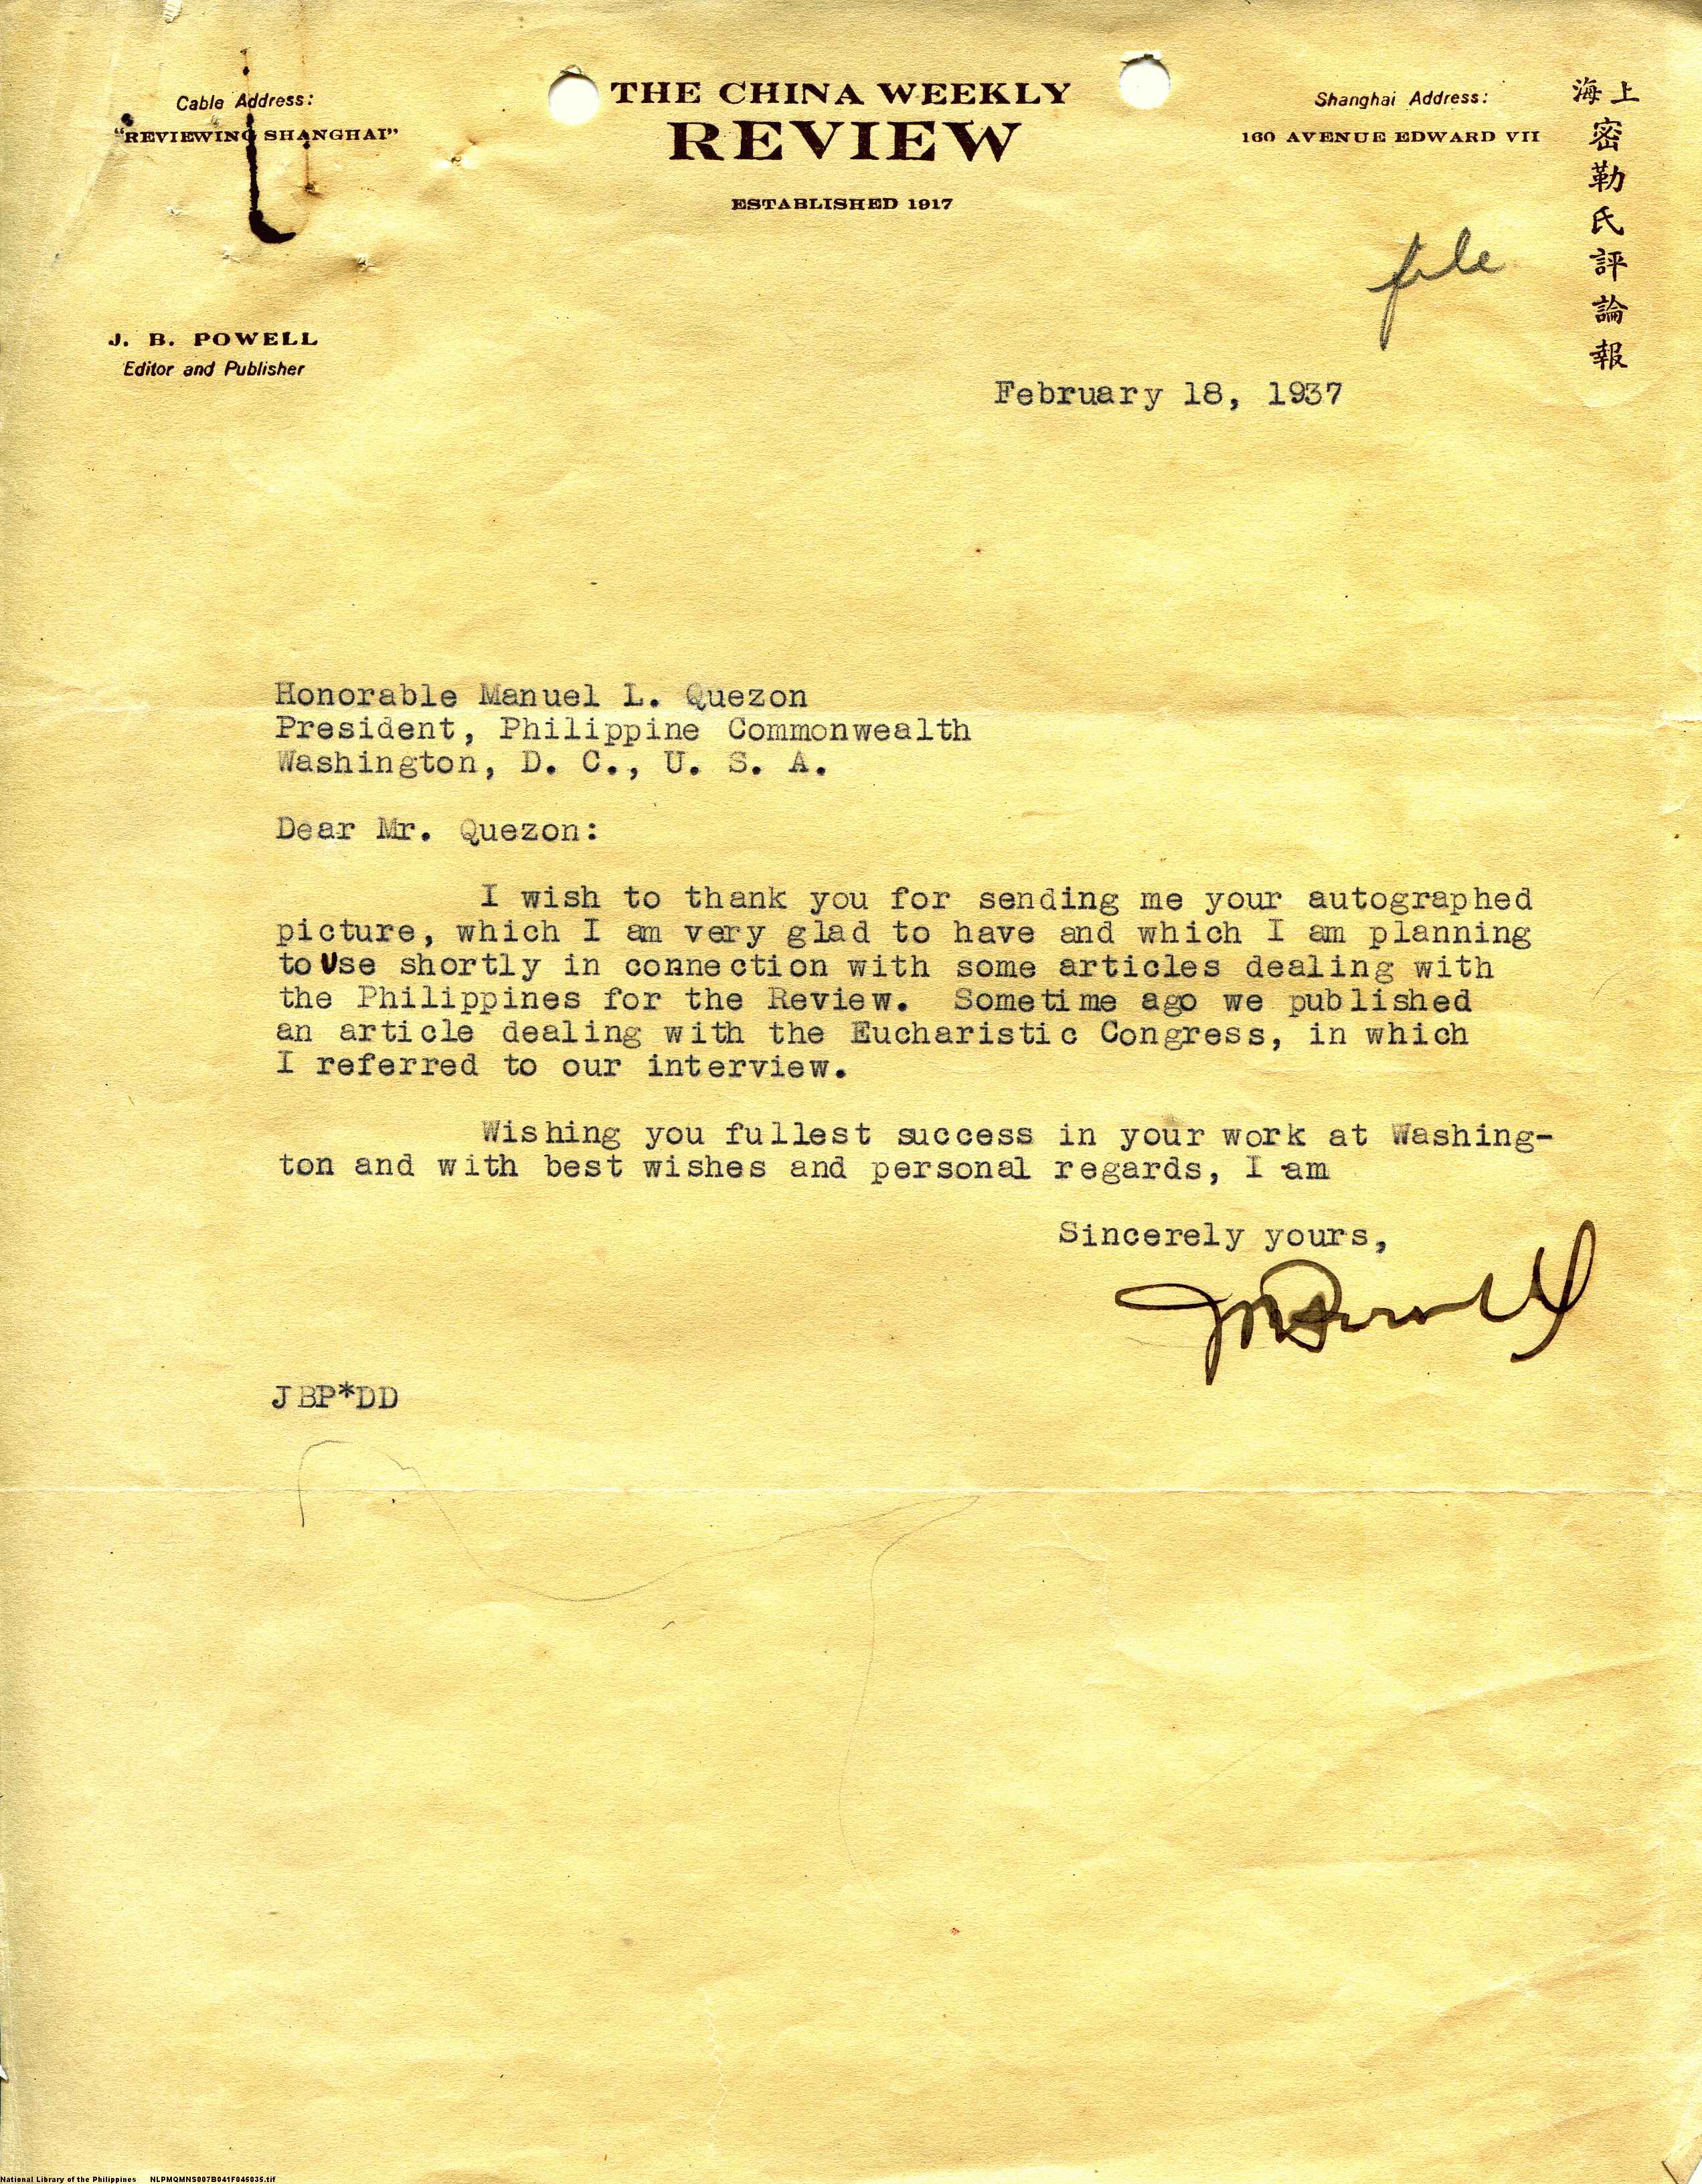 Cable Address:
"REVIEWING SHANGHAI"
THE CHINA WEEKLY
REVIEW
ESTABLISHED 1917
Shanghai Address:
160 AVENUE EDWARD VII
海上
密勒氏評論報
file
J. B. POWELL
Editor and Publisher
February 18, 1937
Honorable Manuel L. Quezon
President, Philippine Commonwealth
Washington, D. C., U. S. A.
Dear Mr. Quezon:
I wish to thank you for sending me your autographed
picture, which I am very glad to have and which I am planning
to Use shortly in connection with some articles dealing with
the Philippines for the Review. Sometime ago we published
an article dealing with the Eucharistic Congress, in which
I referred to our interview.
Wishing you fullest success in your work at Washing-
ton and with best wishes and personal regards, I am
Sincerely yours,
JBPowell
JBP*DD
National Library of the Philippines NLPMQMNS007B041F045035.tif